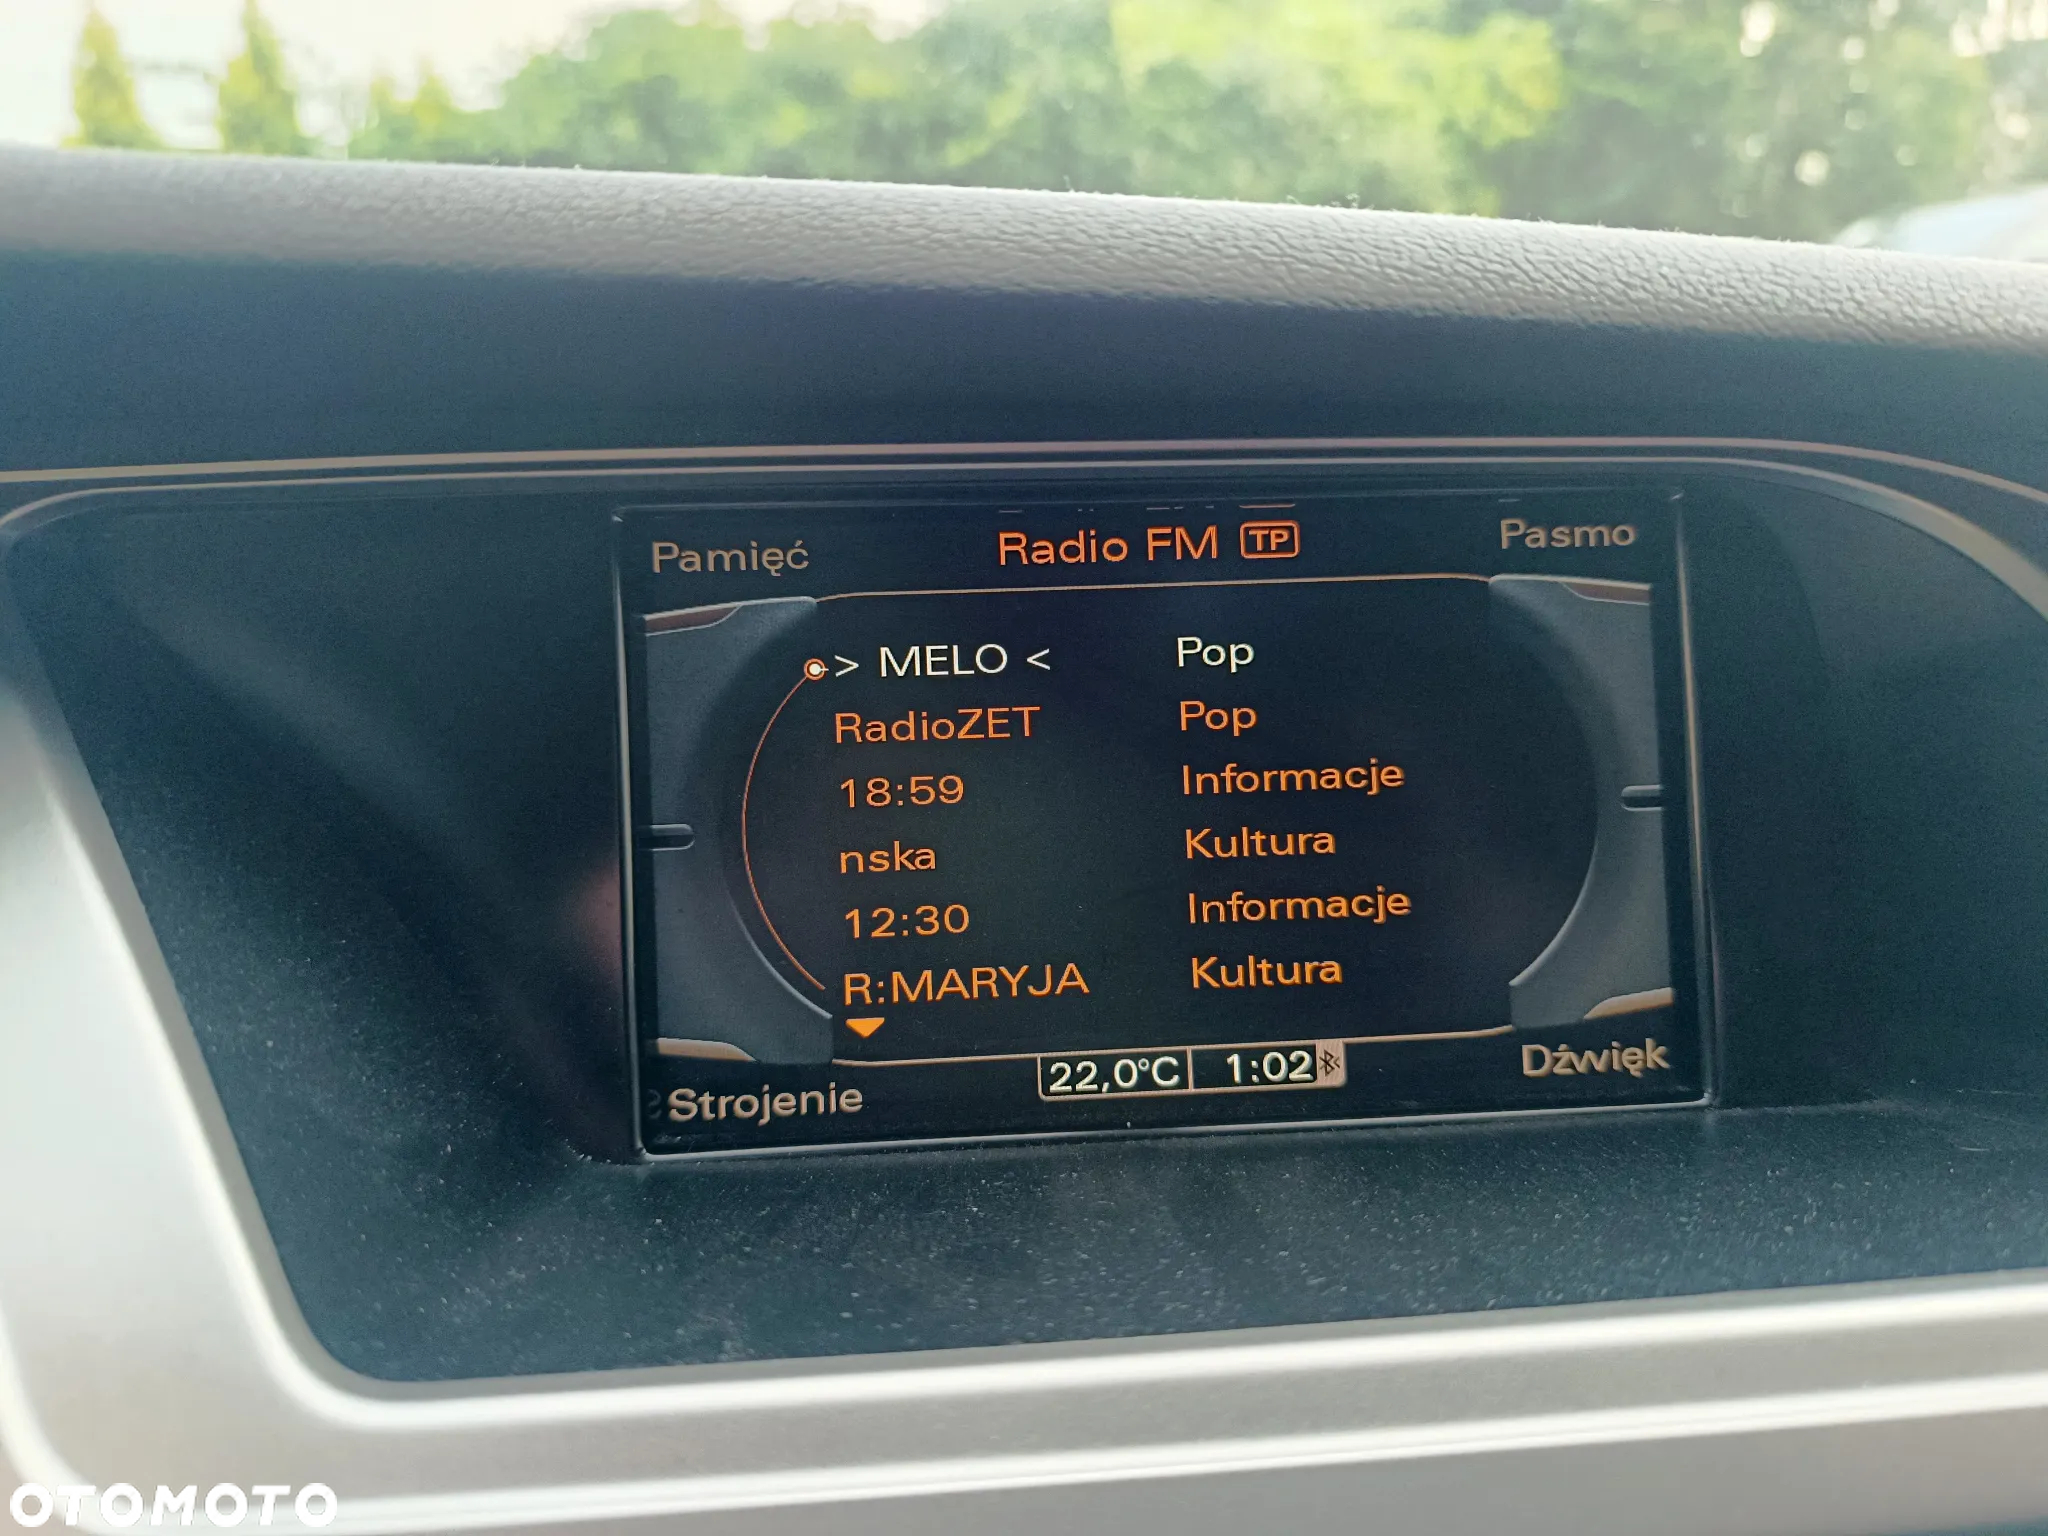 Pamięć Radio FM TP Pasmo
> MELO < Pop
RadioZET Pop
18:59 Informacje
nska Kultura
12:30 Informacje
R:MARYJA Kultura
22,0°C 1:02
Strojenie Dźwięk
OTOMOTO